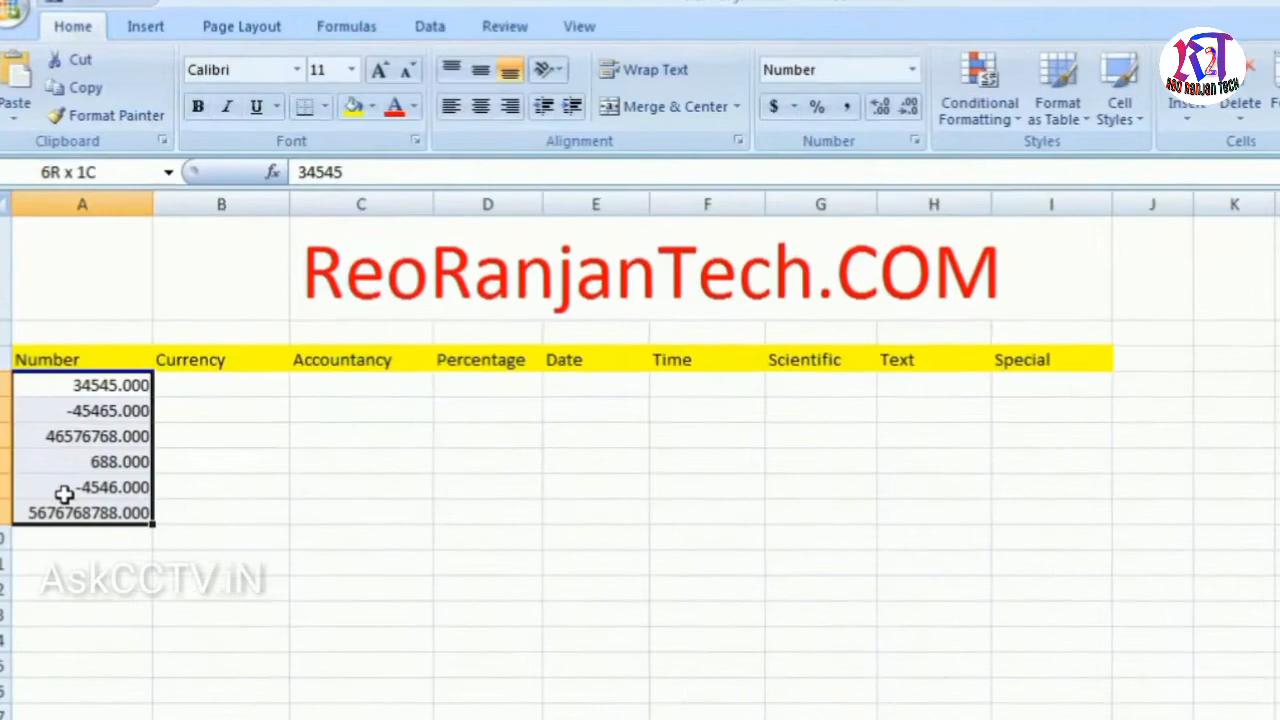 Home Insert Page Layout Formulas Data Review View
Cut
Copy
Format Painter
Paste
Clipboard
Calibri 11
B I U
Font
Wrap Text
Merge & Center
Alignment
Number
$ % ,
Number
Conditional Formatting
Format as Table
Cell Styles
Styles
Insert Delete
Cells
REO RANJAN TECH
6R x 1C fx 34545
A B C D E F G H I J K
ReoRanjanTech.COM
Number Currency Accountancy Percentage Date Time Scientific Text Special
34545.000
-45465.000
46576768.000
688.000
-4546.000
5676768788.000
AskCCTV.iN